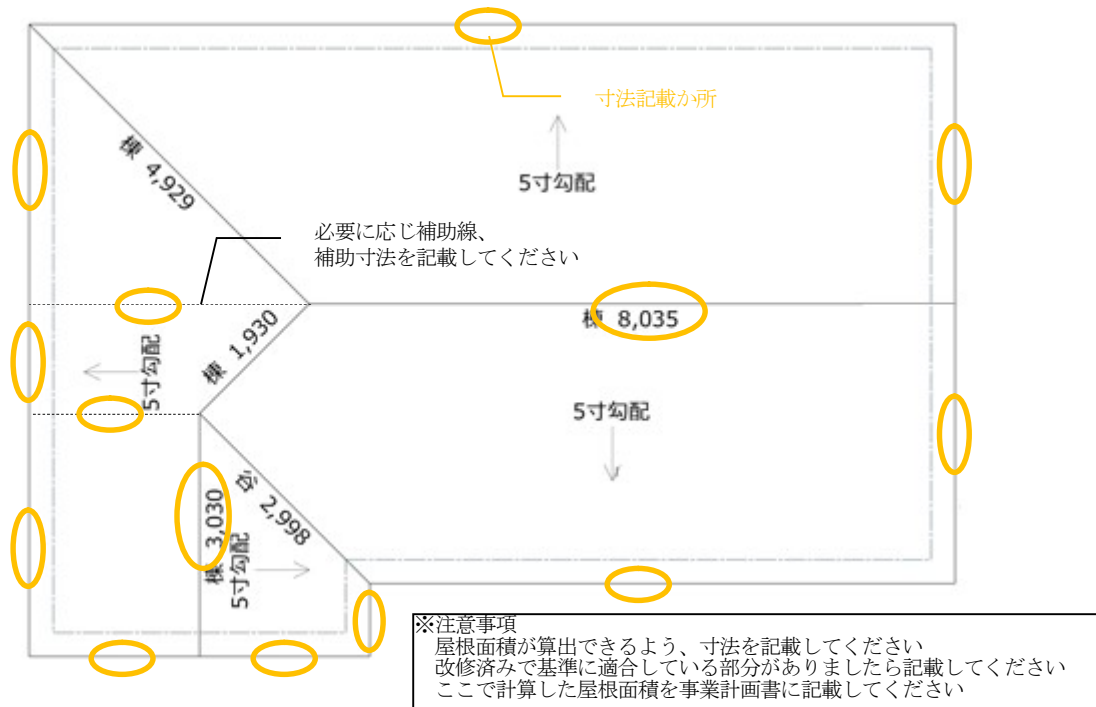 寸法記載か所
棟 4,929
5寸勾配
必要に応じ補助線、
補助寸法を記載してください
棟 1,930
棟 8,035
5寸勾配
5寸勾配
棟 3,030
谷 2,998
5寸勾配
※注意事項
屋根面積が算出できるよう、寸法を記載してください
改修済みで基準に適合している部分がありましたら記載してください
ここで計算した屋根面積を事業計画書に記載してください